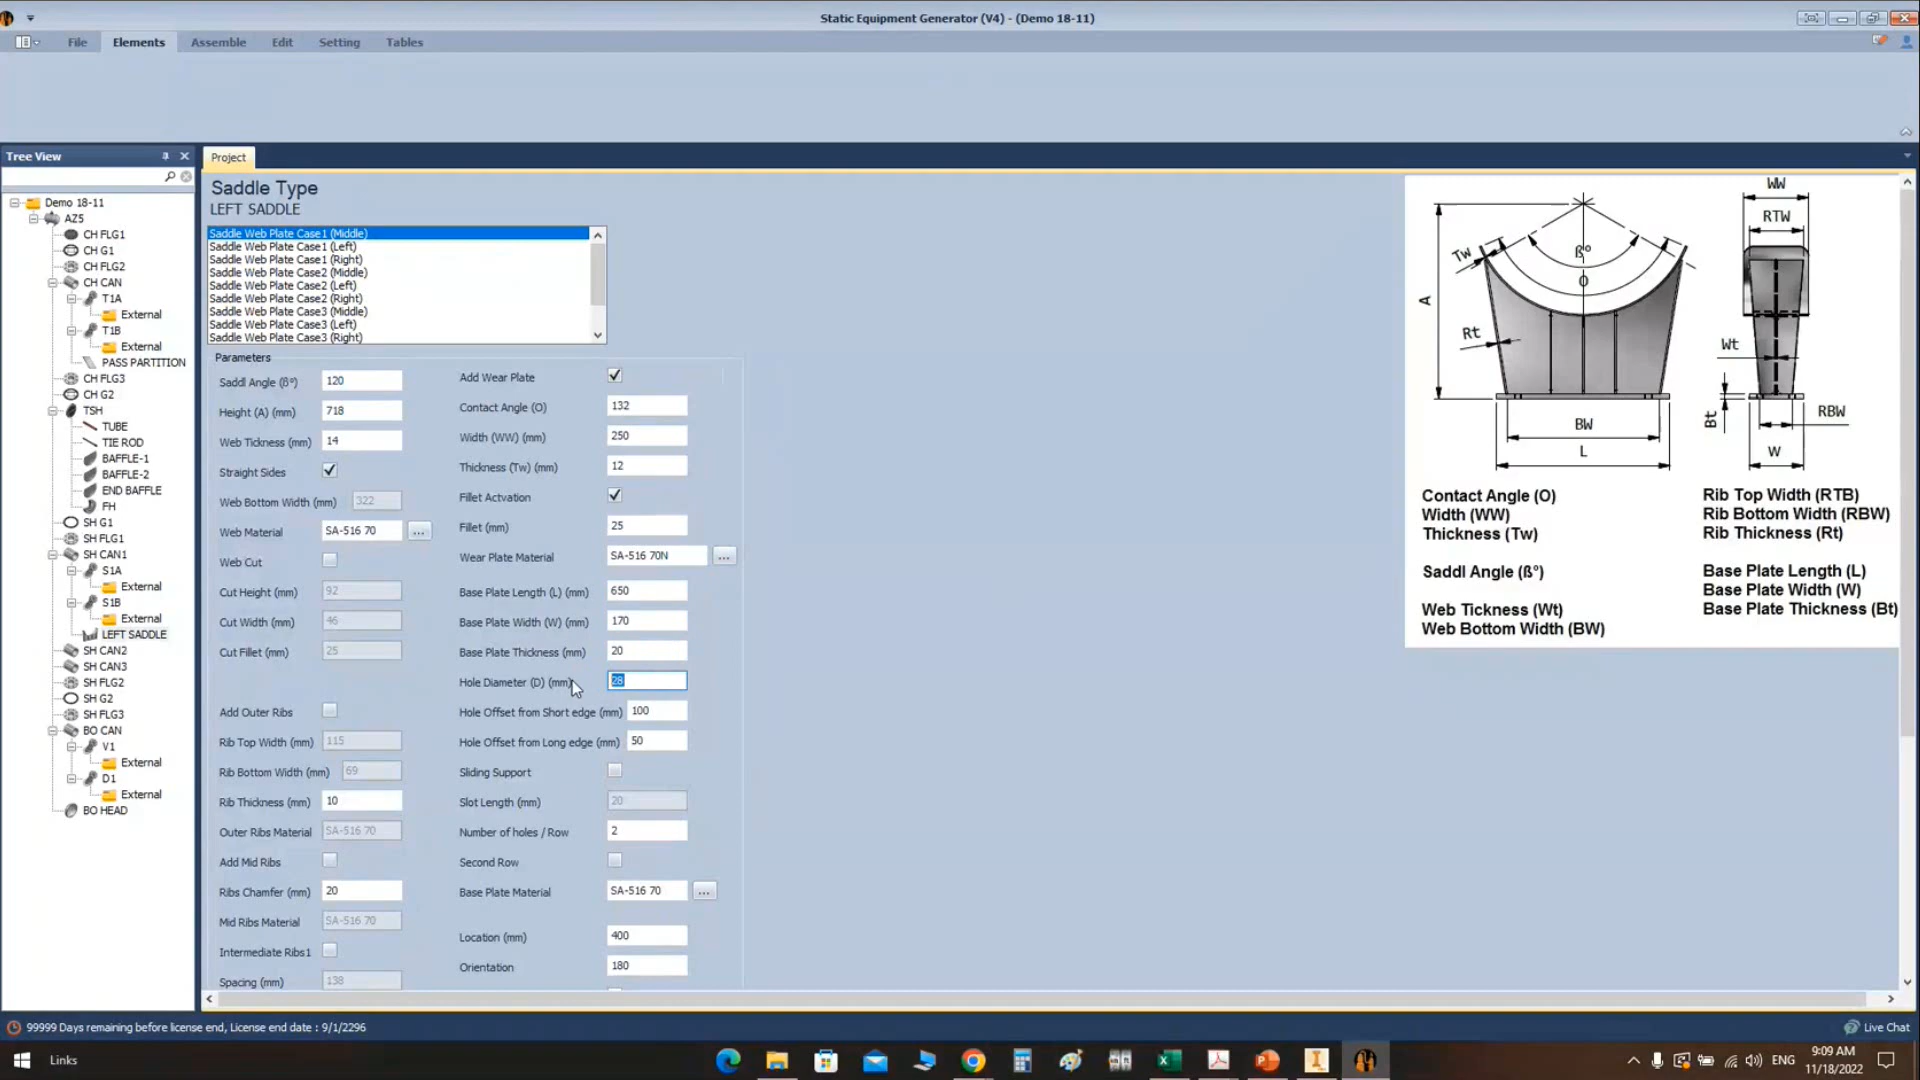 Static Equipment Generator (V4) - (Demo 18-11)
File Elements Assemble Edit Setting Tables
Tree View
Project
Demo 18-11
AZ5
CH FLG1
CH G1
CH FLG2
CH CAN
T1A
External
T1B
External
PASS PARTITION
CH FLG3
CH G2
TSH
TUBE
TIE ROD
BAFFLE-1
BAFFLE-2
END BAFFLE
FH
SH G1
SH FLG1
SH CAN1
S1A
External
S1B
External
LEFT SADDLE
SH CAN2
SH CAN3
SH FLG2
SH G2
SH FLG3
BO CAN
V1
External
D1
External
BO HEAD
Saddle Type
LEFT SADDLE
Saddle Web Plate Case1 (Middle)
Saddle Web Plate Case1 (Left)
Saddle Web Plate Case1 (Right)
Saddle Web Plate Case2 (Middle)
Saddle Web Plate Case2 (Left)
Saddle Web Plate Case2 (Right)
Saddle Web Plate Case3 (Middle)
Saddle Web Plate Case3 (Left)
Saddle Web Plate Case3 (Right)
Parameters
Saddl Angle (ß°) 120
Height (A) (mm) 718
Web Tickness (mm) 14
Straight Sides
Web Bottom Width (mm) 322
Web Material SA-516 70 ...
Web Cut
Cut Height (mm) 92
Cut Width (mm) 46
Cut Fillet (mm) 25
Add Outer Ribs
Rib Top Width (mm) 115
Rib Bottom Width (mm) 69
Rib Thickness (mm) 10
Outer Ribs Material SA-516 70
Add Mid Ribs
Ribs Chamfer (mm) 20
Mid Ribs Material SA-516 70
Intermediate Ribs1
Spacing (mm) 138
Add Wear Plate
Contact Angle (O) 132
Width (WW) (mm) 250
Thickness (Tw) (mm) 12
Fillet Actvation
Fillet (mm) 25
Wear Plate Material SA-516 70N ...
Base Plate Length (L) (mm) 650
Base Plate Width (W) (mm) 170
Base Plate Thickness (mm) 20
Hole Diameter (D) (mm) 28
Hole Offset from Short edge (mm) 100
Hole Offset from Long edge (mm) 50
Sliding Support
Slot Length (mm) 20
Number of holes / Row 2
Second Row
Base Plate Material SA-516 70 ...
Location (mm) 400
Orientation 180
WW
RTW
Tw
ß°
O
A
Rt
Wt
Bt
RBW
BW
W
L
Contact Angle (O)
Width (WW)
Thickness (Tw)
Saddl Angle (ß°)
Web Tickness (Wt)
Web Bottom Width (BW)
Rib Top Width (RTB)
Rib Bottom Width (RBW)
Rib Thickness (Rt)
Base Plate Length (L)
Base Plate Width (W)
Base Plate Thickness (Bt)
99999 Days remaining before license end, License end date : 9/1/2296
Live Chat
Links
ENG
9:09 AM
11/18/2022